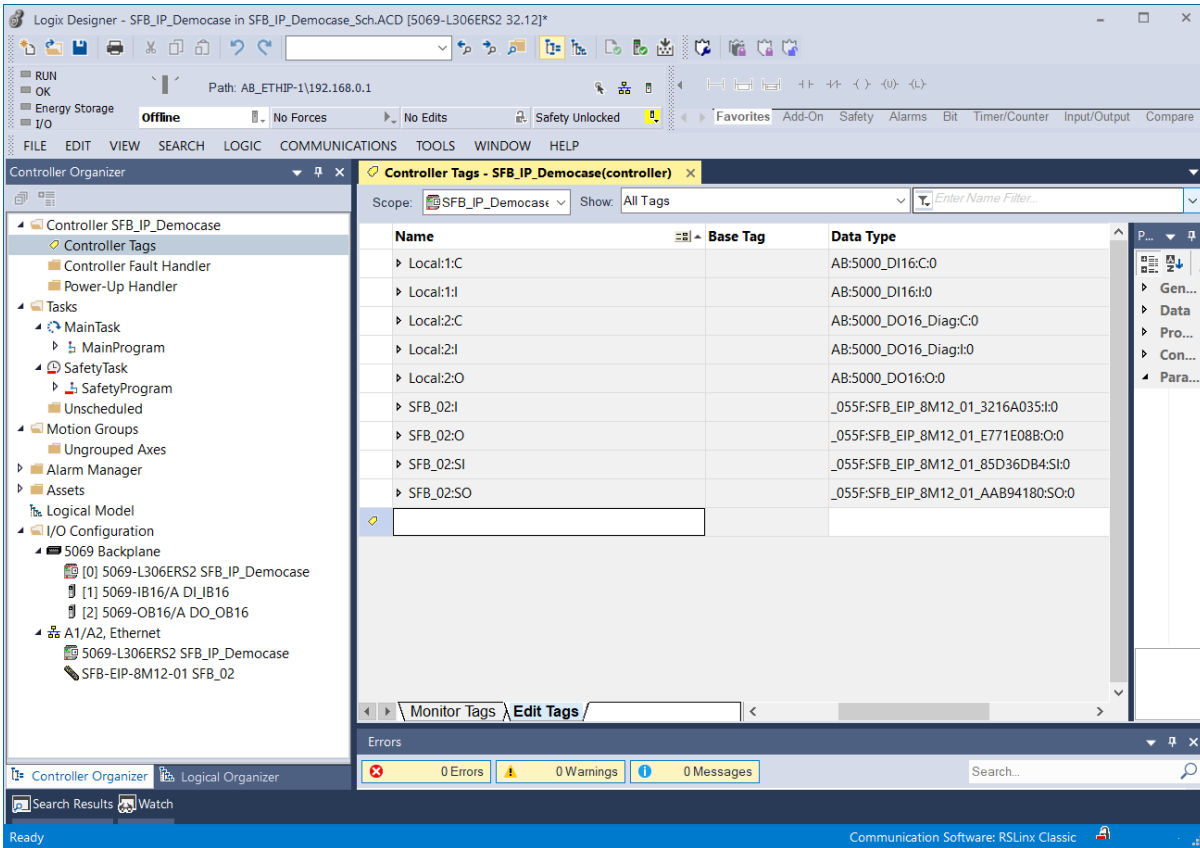 Logix Designer - SFB_IP_Democase in SFB_IP_Democase_Sch.ACD [5069-L306ERS2 32.12]*
RUN
OK
Energy Storage
I/O
Path: AB_ETHIP-1\192.168.0.1
Offline
No Forces
No Edits
Safety Unlocked
Favorites Add-On Safety Alarms Bit Timer/Counter Input/Output Compare
FILE EDIT VIEW SEARCH LOGIC COMMUNICATIONS TOOLS WINDOW HELP
Controller Organizer
Controller SFB_IP_Democase
Controller Tags
Controller Fault Handler
Power-Up Handler
Tasks
MainTask
MainProgram
SafetyTask
SafetyProgram
Unscheduled
Motion Groups
Ungrouped Axes
Alarm Manager
Assets
Logical Model
I/O Configuration
5069 Backplane
[0] 5069-L306ERS2 SFB_IP_Democase
[1] 5069-IB16/A DI_IB16
[2] 5069-OB16/A DO_OB16
A1/A2, Ethernet
5069-L306ERS2 SFB_IP_Democase
SFB-EIP-8M12-01 SFB_02
Controller Organizer Logical Organizer
Controller Tags - SFB_IP_Democase(controller)
Scope: SFB_IP_Democase Show: All Tags Enter Name Filter...
Name Base Tag Data Type
Local:1:C AB:5000_DI16:C:0
Local:1:I AB:5000_DI16:I:0
Local:2:C AB:5000_DO16_Diag:C:0
Local:2:I AB:5000_DO16_Diag:I:0
Local:2:O AB:5000_DO16:O:0
SFB_02:I _055F:SFB_EIP_8M12_01_3216A035:I:0
SFB_02:O _055F:SFB_EIP_8M12_01_E771E08B:O:0
SFB_02:SI _055F:SFB_EIP_8M12_01_85D36DB4:SI:0
SFB_02:SO _055F:SFB_EIP_8M12_01_AAB94180:SO:0
P...
Gen...
Data
Pro...
Con...
Para...
Monitor Tags Edit Tags
Errors
0 Errors 0 Warnings 0 Messages Search...
Search Results Watch
Ready Communication Software: RSLinx Classic